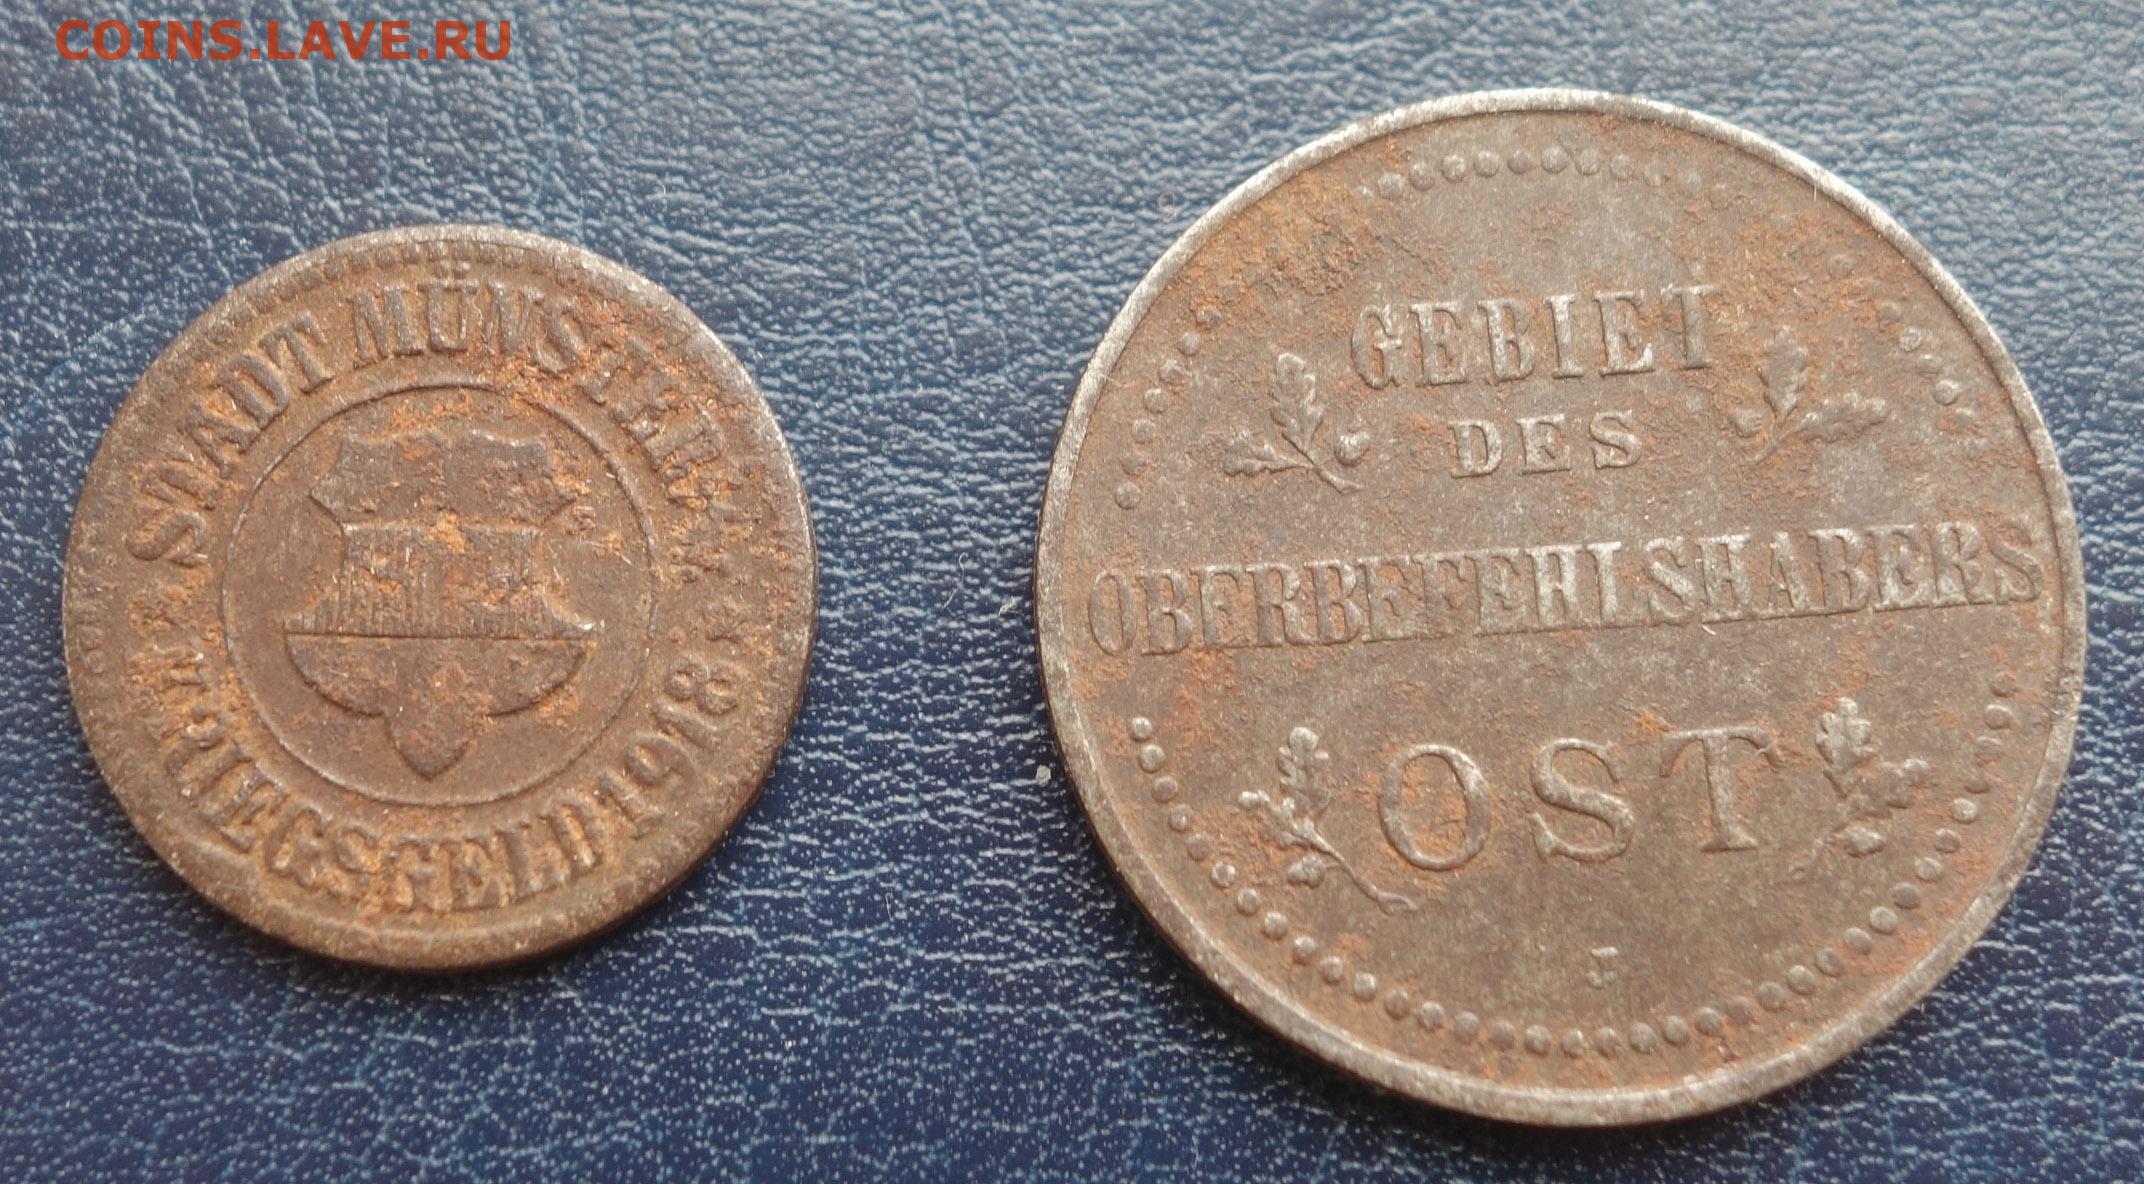 COINS.LAVE.RU
STADT MÜNSTER
* KRIEGSGELD 1918 *
GEBIET
DES
OBERBEFEHLSHABERS
OST